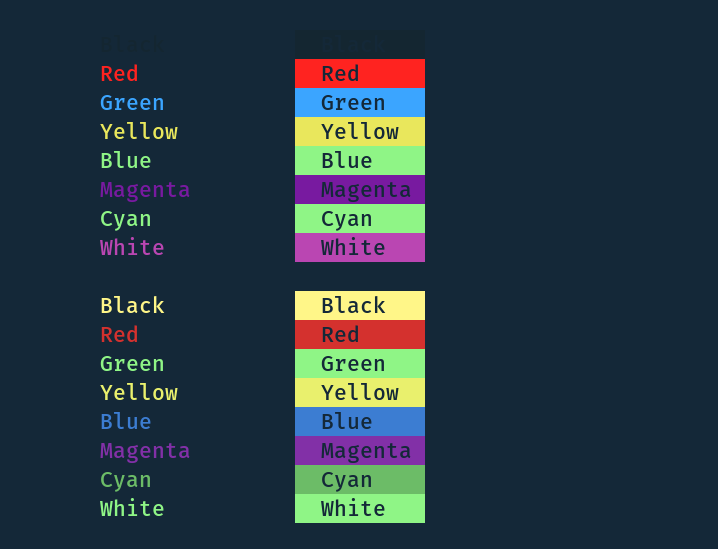 Black Black
Red Red
Green Green
Yellow Yellow
Blue Blue
Magenta Magenta
Cyan Cyan
White White
Black Black
Red Red
Green Green
Yellow Yellow
Blue Blue
Magenta Magenta
Cyan Cyan
White White